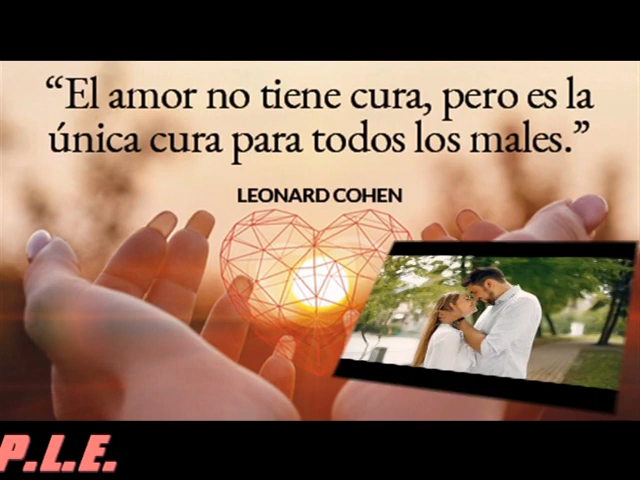 “El amor no tiene cura, pero es la
única cura para todos los males.”
LEONARD COHEN
P.L.E.